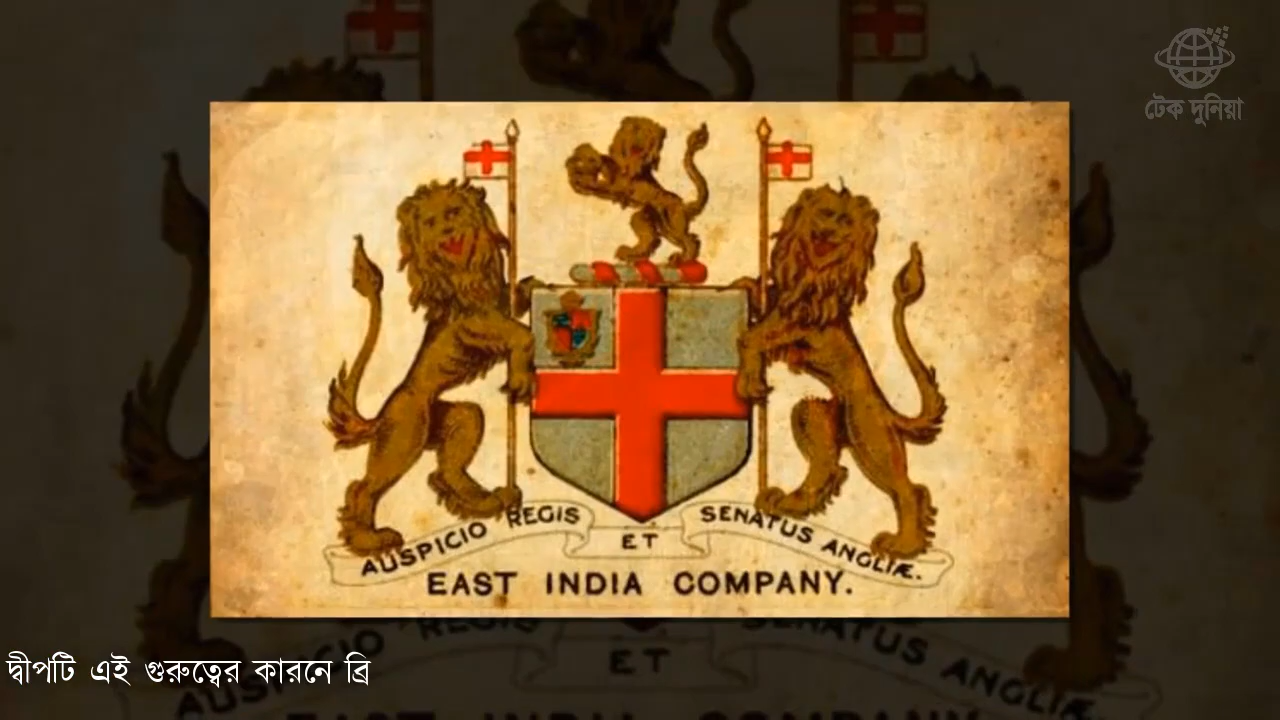 টেক দুনিয়া
AUSPICIO REGIS ET SENATUS ANGLIÆ.
EAST INDIA COMPANY.
দ্বীপটি এই গুরুত্বের কারনে ব্রি